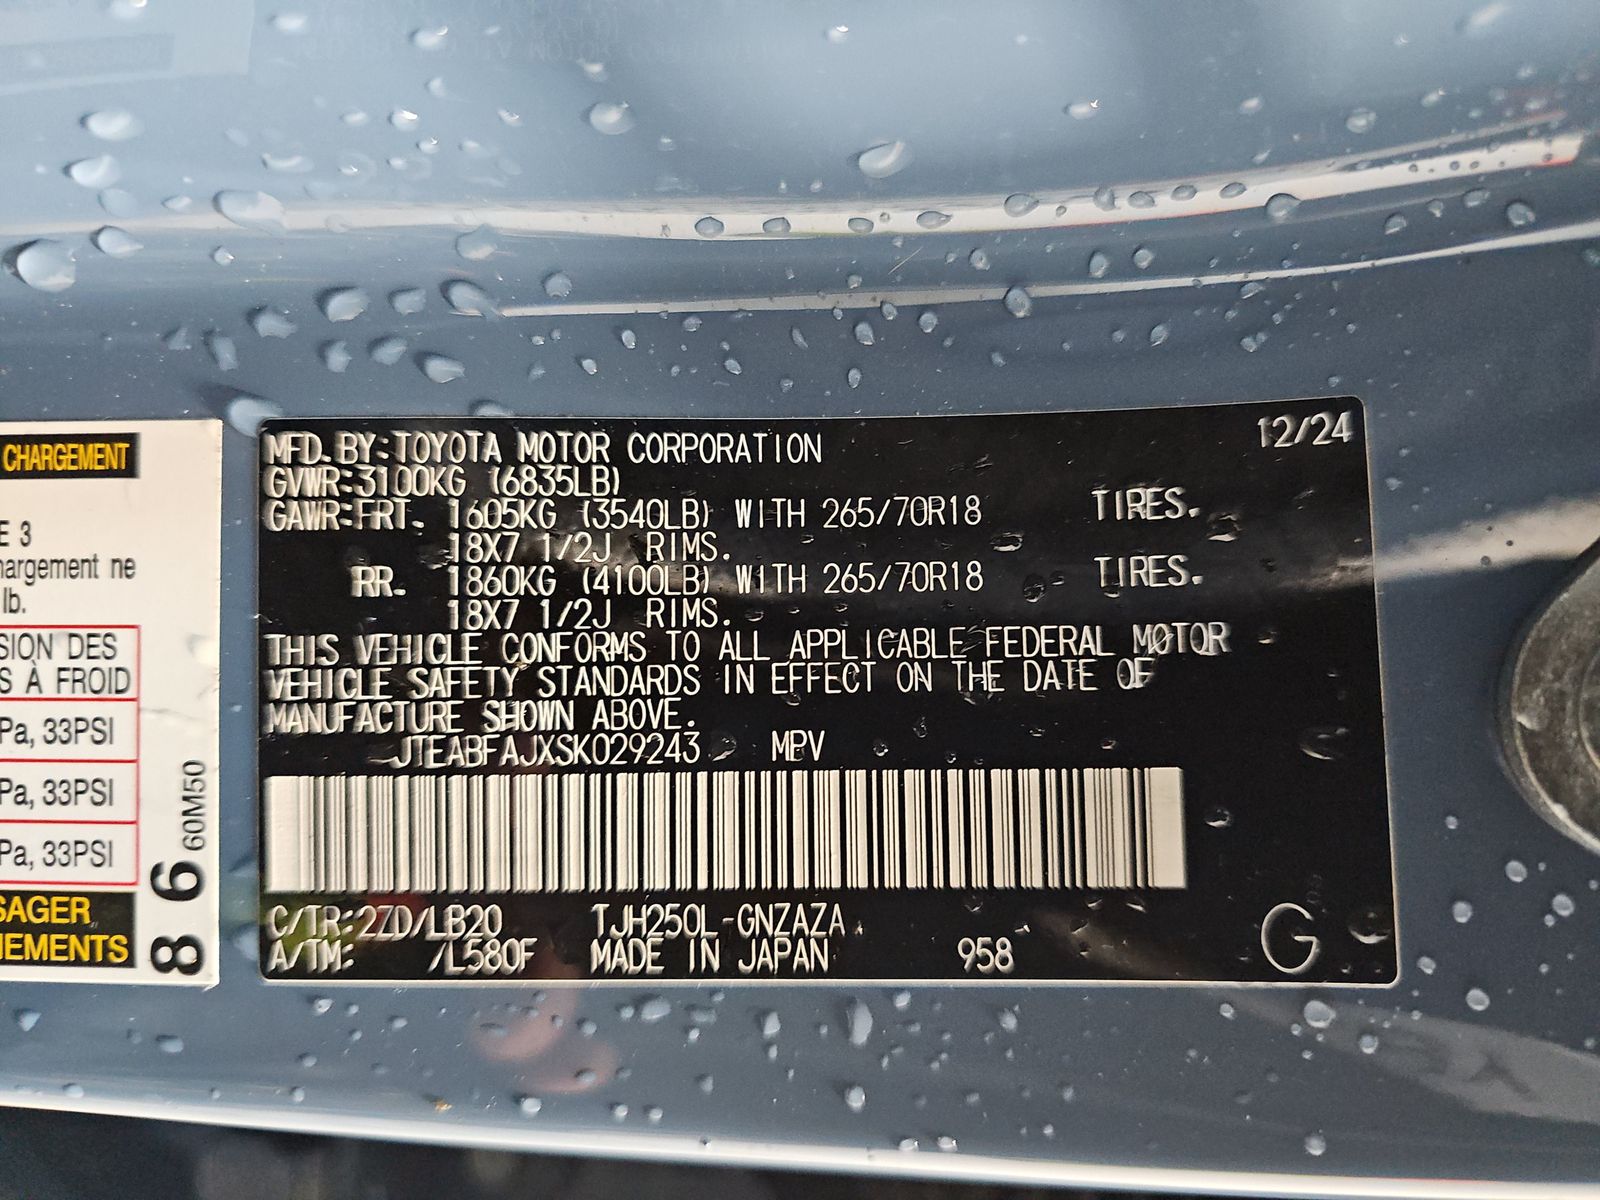 CHARGEMENT
E 3
argement ne
lb.
SION DES
S À FROID
Pa, 33PSI
Pa, 33PSI
Pa, 33PSI
SAGER
NEMENTS
8 6 60M50
12/24
MFD. BY: TOYOTA MOTOR CORPORATION
GVWR: 3100KG (6835LB)
GAWR: FRT. 1605KG (3540LB) WITH 265/70R18 TIRES.
18X7 1/2J RIMS.
RR. 1860KG (4100LB) WITH 265/70R18 TIRES.
18X7 1/2J RIMS.
THIS VEHICLE CONFORMS TO ALL APPLICABLE FEDERAL MOTOR
VEHICLE SAFETY STANDARDS IN EFFECT ON THE DATE OF
MANUFACTURE SHOWN ABOVE.
JTEABFAJXSK029243 MPV
C/TR: 2ZD/LB20 TJH250L-GNZAZA
A/TM: /L580F MADE IN JAPAN 958
G